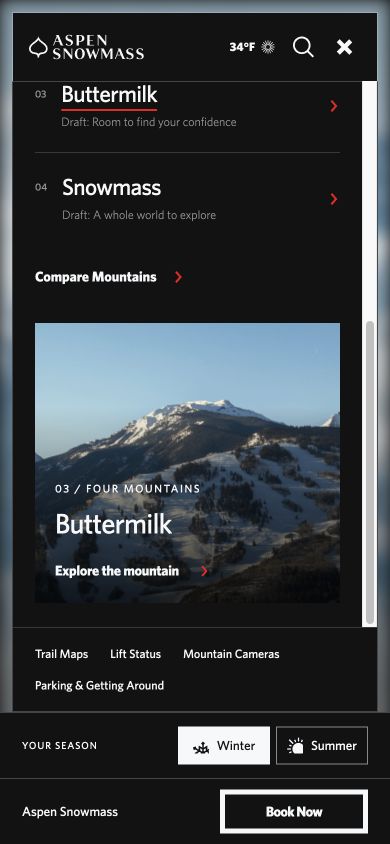 ASPEN
SNOWMASS
34°F
03 Buttermilk
Draft: Room to find your confidence
04 Snowmass
Draft: A whole world to explore
Compare Mountains
03 / FOUR MOUNTAINS
Buttermilk
Explore the mountain
Trail Maps Lift Status Mountain Cameras
Parking & Getting Around
YOUR SEASON Winter Summer
Aspen Snowmass Book Now